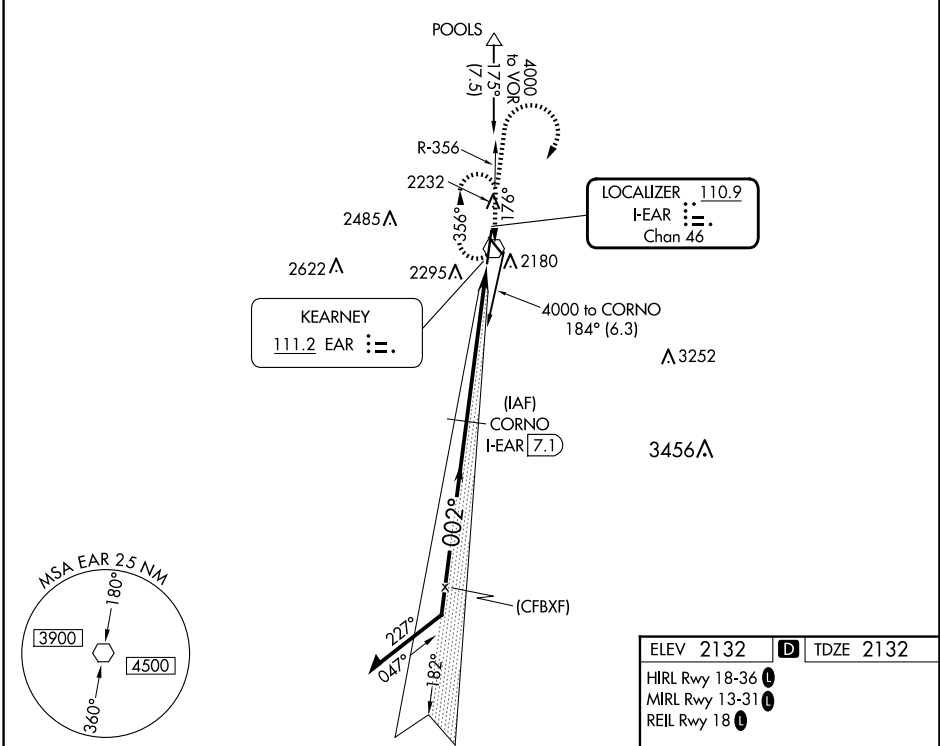 POOLS
4000
to VOR
175°
(7.5)
R-356
2232
176°
356°
LOCALIZER 110.9
I-EAR
Chan 46
2485
2622
2295
2180
KEARNEY
111.2 EAR
4000 to CORNO
184° (6.3)
3252
(IAF)
CORNO
I-EAR 7.1
3456
002°
(CFBXF)
227°
047°
182°
MSA EAR 25 NM
180°
3900
4500
360°
ELEV 2132 D TDZE 2132
HIRL Rwy 18-36 L
MIRL Rwy 13-31 L
REIL Rwy 18 L